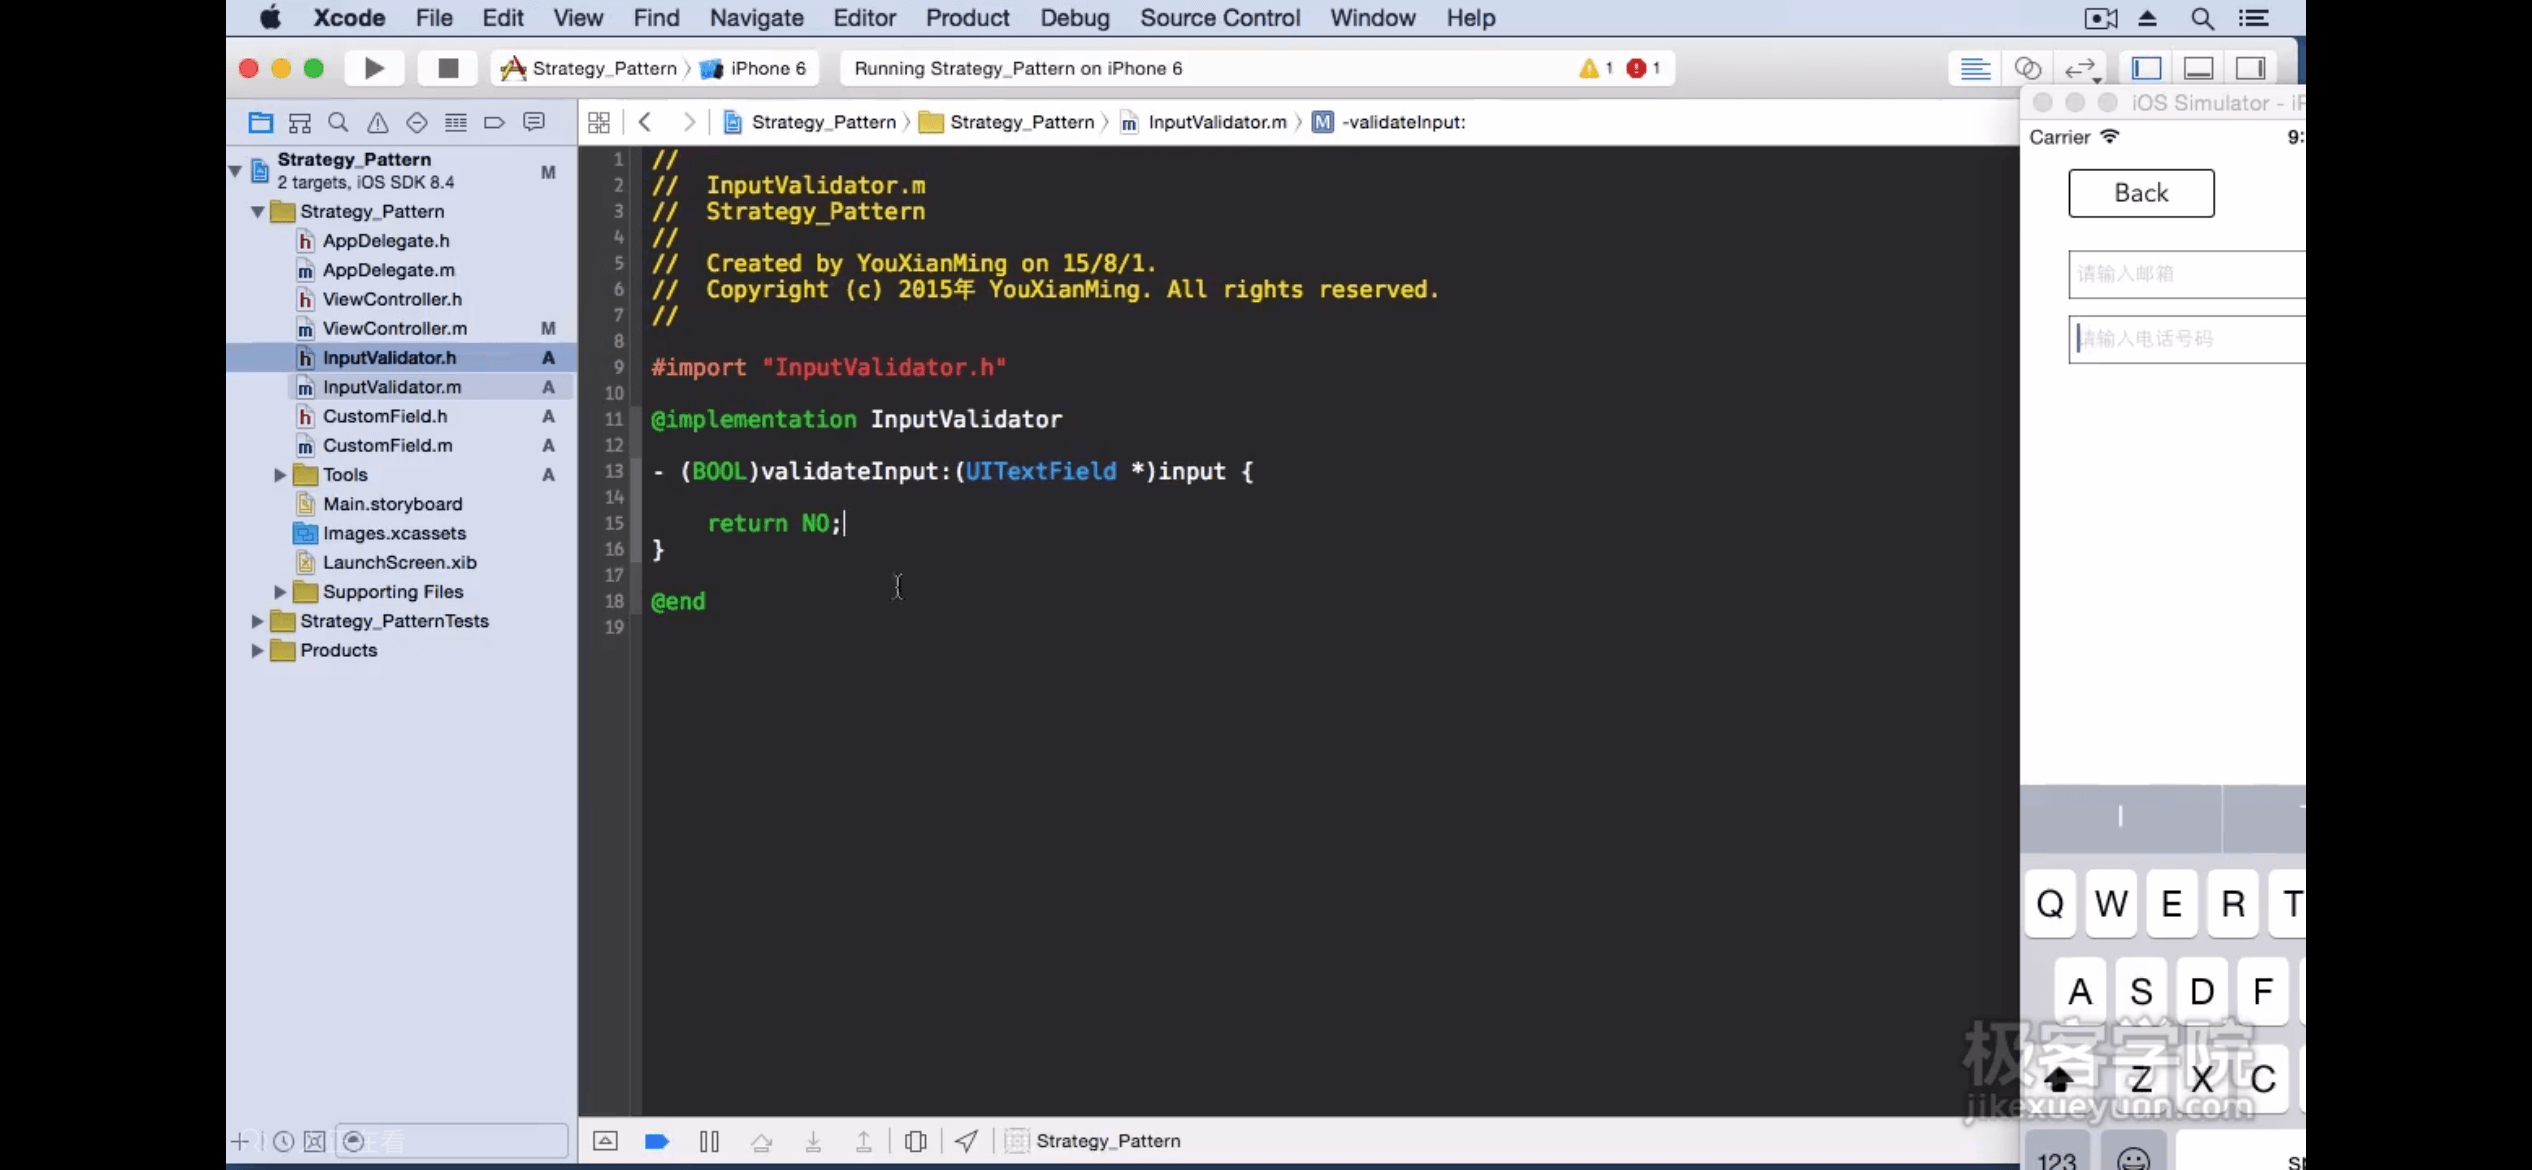 Xcode File Edit View Find Navigate Editor Product Debug Source Control Window Help
Strategy_Pattern iPhone 6 Running Strategy_Pattern on iPhone 6 1 1
iOS Simulator - iP
Strategy_Pattern Strategy_Pattern InputValidator.m M -validateInput:
Carrier 9:
Strategy_Pattern M
2 targets, iOS SDK 8.4
Strategy_Pattern
AppDelegate.h
AppDelegate.m
ViewController.h
ViewController.m M
InputValidator.h A
InputValidator.m A
CustomField.h A
CustomField.m A
Tools A
Main.storyboard
Images.xcassets
LaunchScreen.xib
Supporting Files
Strategy_PatternTests
Products
1 //
2 // InputValidator.m
3 // Strategy_Pattern
4 //
5 // Created by YouXianMing on 15/8/1.
6 // Copyright (c) 2015年 YouXianMing. All rights reserved.
7 //
8
9 #import "InputValidator.h"
10
11 @implementation InputValidator
12
13 - (BOOL)validateInput:(UITextField *)input {
14
15 return NO;
16 }
17
18 @end
19
Back
请输入邮箱
请输入电话号码
I
Q W E R T
A S D F
Z X C
123
极客学院
jikexueyuan.com
Strategy_Pattern